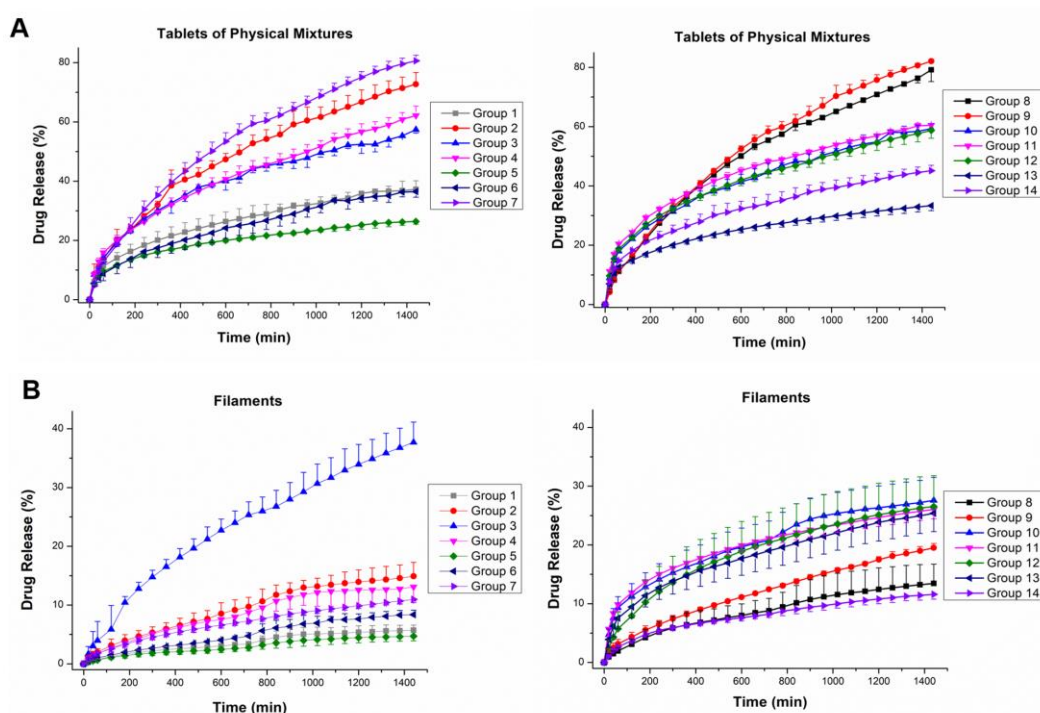 A
Tablets of Physical Mixtures
Drug Release (%)
80
60
40
20
0
0 200 400 600 800 1000 1200 1400
Time (min)
Group 1
Group 2
Group 3
Group 4
Group 5
Group 6
Group 7
Tablets of Physical Mixtures
Drug Release (%)
80
60
40
20
0
0 200 400 600 800 1000 1200 1400
Time (min)
Group 8
Group 9
Group 10
Group 11
Group 12
Group 13
Group 14
B
Filaments
Drug Release (%)
40
30
20
10
0
0 200 400 600 800 1000 1200 1400
Time (min)
Group 1
Group 2
Group 3
Group 4
Group 5
Group 6
Group 7
Filaments
Drug Release (%)
40
30
20
10
0
0 200 400 600 800 1000 1200 1400
Time (min)
Group 8
Group 9
Group 10
Group 11
Group 12
Group 13
Group 14